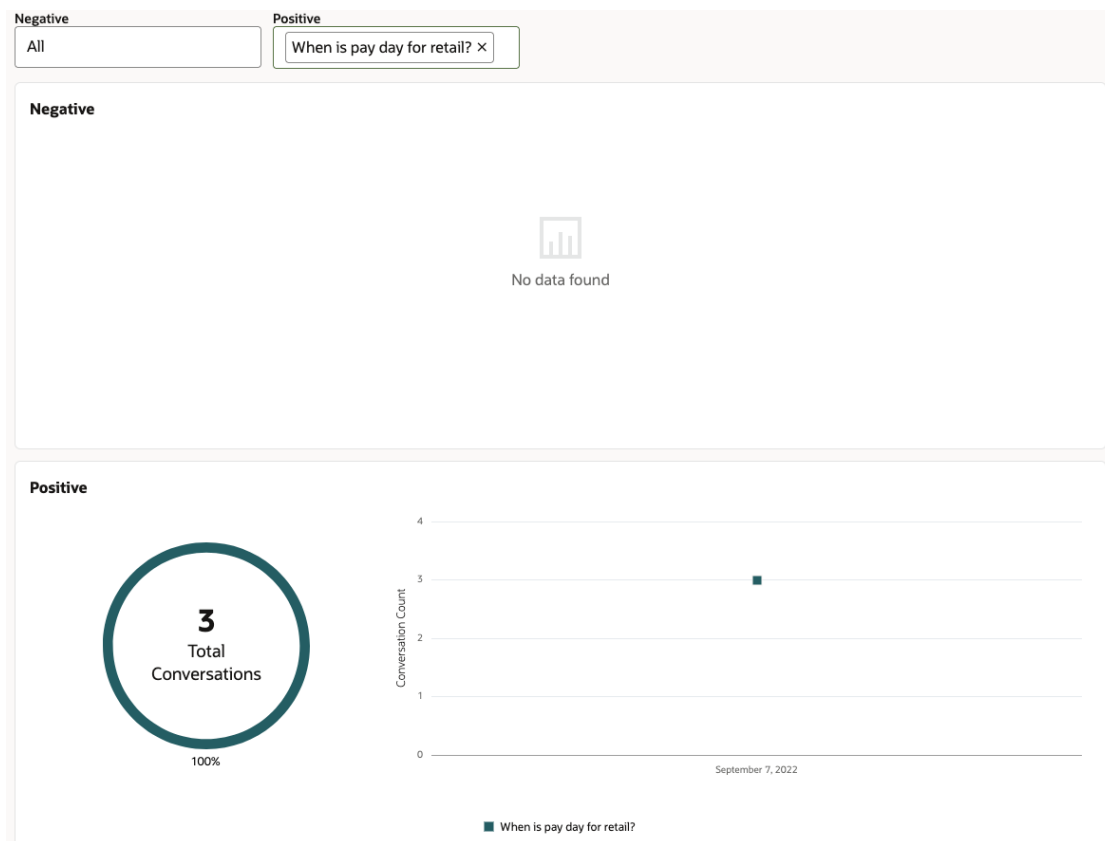 Negative
Positive
All
When is pay day for retail? ×
Negative
No data found
Positive
3
Total
Conversations
100%
Conversation Count
4
3
2
1
0
September 7, 2022
When is pay day for retail?